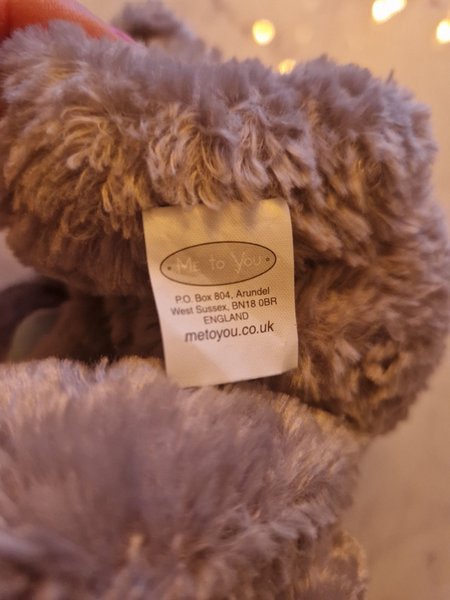 Me to You
P.O. Box 804, Arundel
West Sussex, BN18 0BR
ENGLAND
metoyou.co.uk